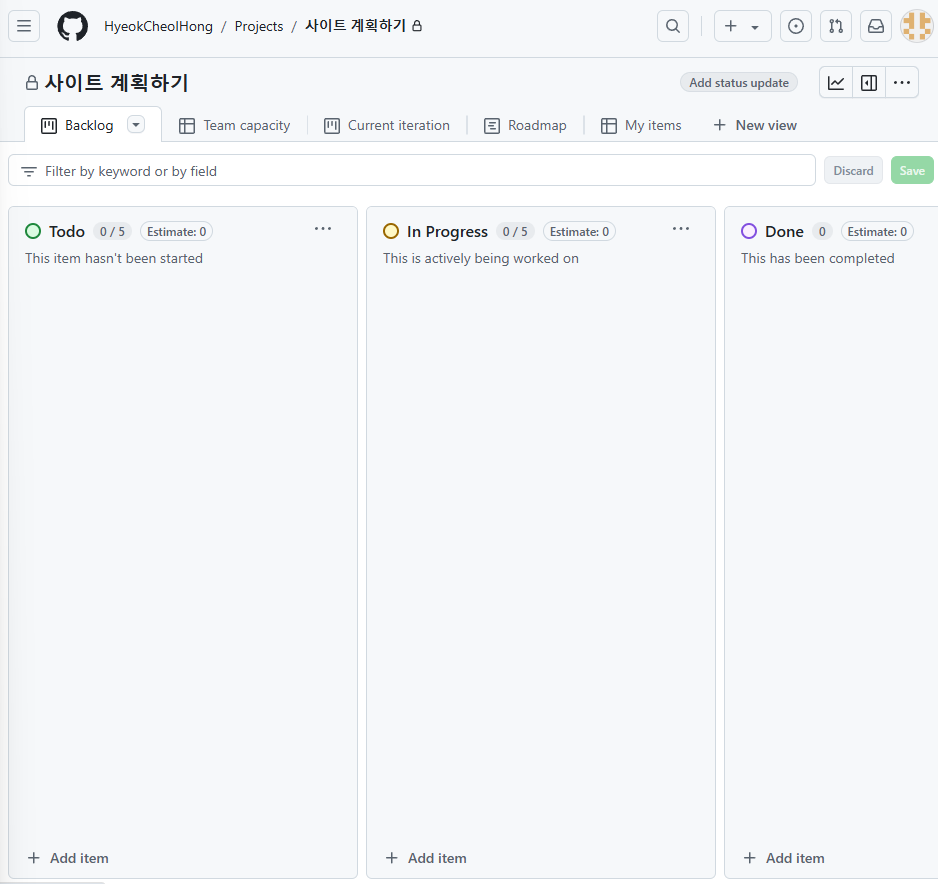 HyeokCheolHong / Projects / 사이트 계획하기
사이트 계획하기
Add status update
Backlog
Team capacity
Current iteration
Roadmap
My items
New view
Filter by keyword or by field
Discard
Save
Todo 0 / 5 Estimate: 0
This item hasn't been started
In Progress 0 / 5 Estimate: 0
This is actively being worked on
Done 0 Estimate: 0
This has been completed
Add item
Add item
Add item